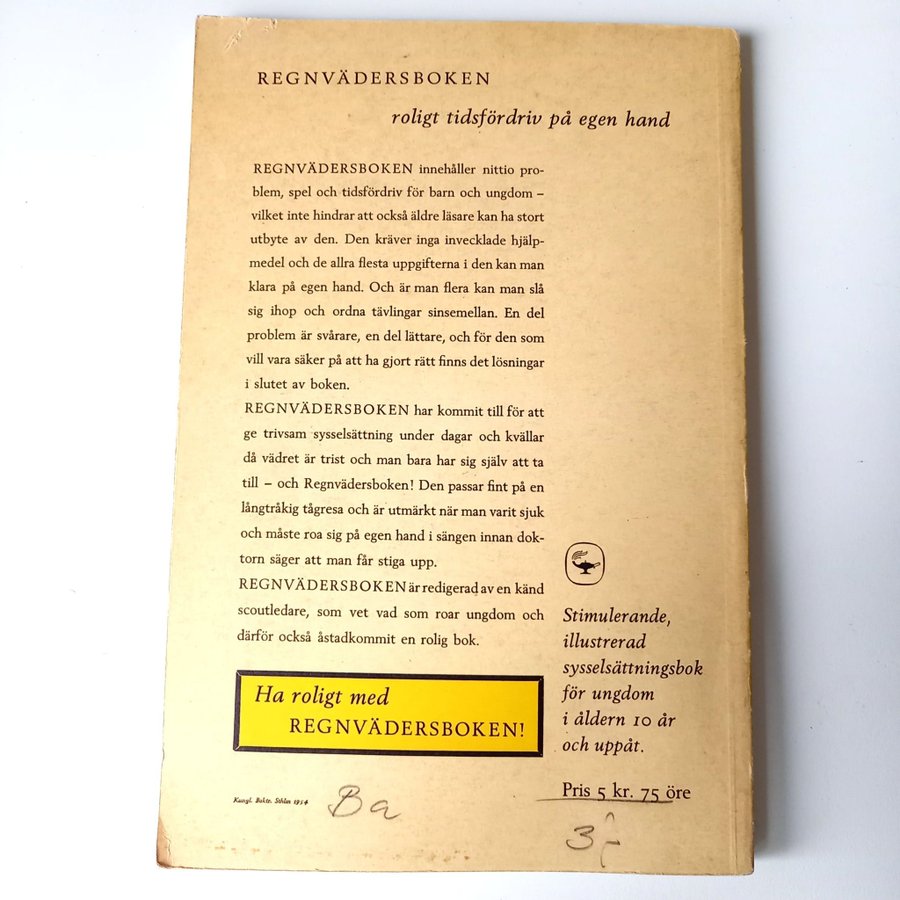 REGNVÄDERSBOKEN
roligt tidsfördriv på egen hand
REGNVÄDERSBOKEN innehåller nittio pro-
blem, spel och tidsfördriv för barn och ungdom –
vilket inte hindrar att också äldre läsare kan ha stort
utbyte av den. Den kräver inga invecklade hjälp-
medel och de allra flesta uppgifterna i den kan man
klara på egen hand. Och är man flera kan man slå
sig ihop och ordna tävlingar sinsemellan. En del
problem är svårare, en del lättare, och för den som
vill vara säker på att ha gjort rätt finns det lösningar
i slutet av boken.
REGNVÄDERSBOKEN har kommit till för att
ge trivsam sysselsättning under dagar och kvällar
då vädret är trist och man bara har sig själv att ta
till – och Regnvädersboken! Den passar fint på en
långtråkig tågresa och är utmärkt när man varit sjuk
och måste roa sig på egen hand i sängen innan dok-
torn säger att man får stiga upp.
REGNVÄDERSBOKEN är redigerad av en känd
scoutledare, som vet vad som roar ungdom och
därför också åstadkommit en rolig bok.
Ha roligt med
REGNVÄDERSBOKEN!
Stimulerande,
illustrerad
sysselsättningsbok
för ungdom
i åldern 10 år
och uppåt.
Pris 5 kr. 75 öre
Kungl. Boktr. Sthlm 1954
Ba
3:-